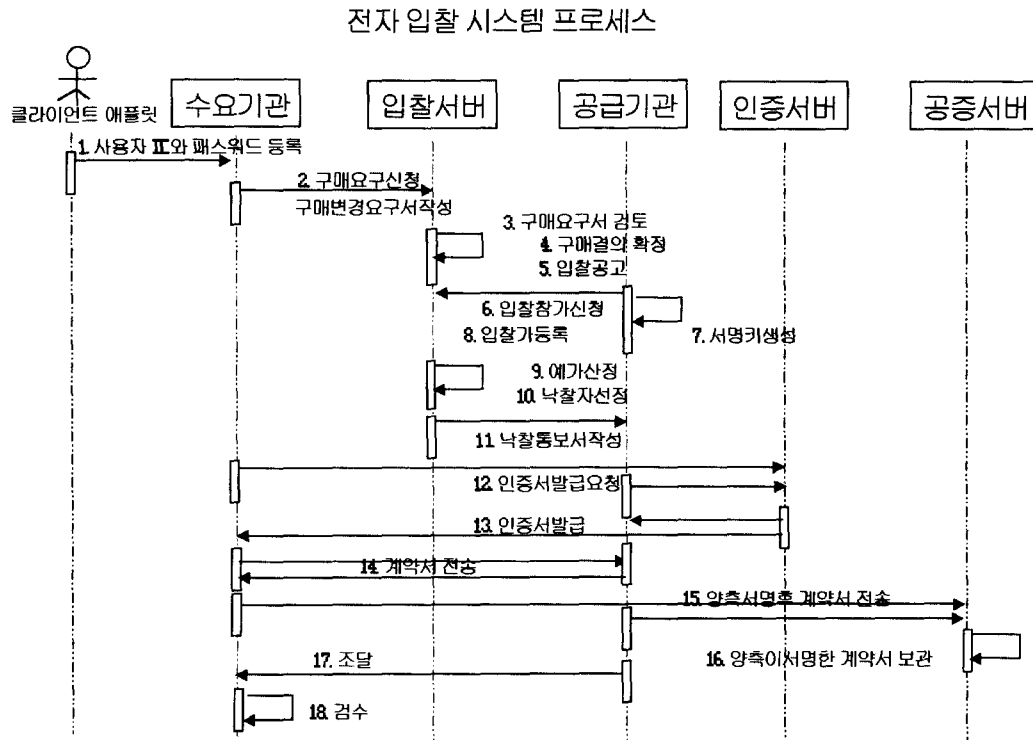 전자 입찰 시스템 프로세스
클라이언트 애플릿
수요기관
입찰서버
공급기관
인증서버
공증서버
1. 사용자 ID와 패스워드 등록
2. 구매요구신청
구매변경요구서작성
3. 구매요구서 검토
4. 구매결의 확정
5. 입찰공고
6. 입찰참가신청
7. 서명키생성
8. 입찰가등록
9. 예가산정
10. 낙찰자선정
11. 낙찰통보서작성
12. 인증서발급요청
13. 인증서발급
14. 계약서 전송
15. 양측서명후 계약서 전송
16. 양측이서명한 계약서 보관
17. 조달
18. 검수